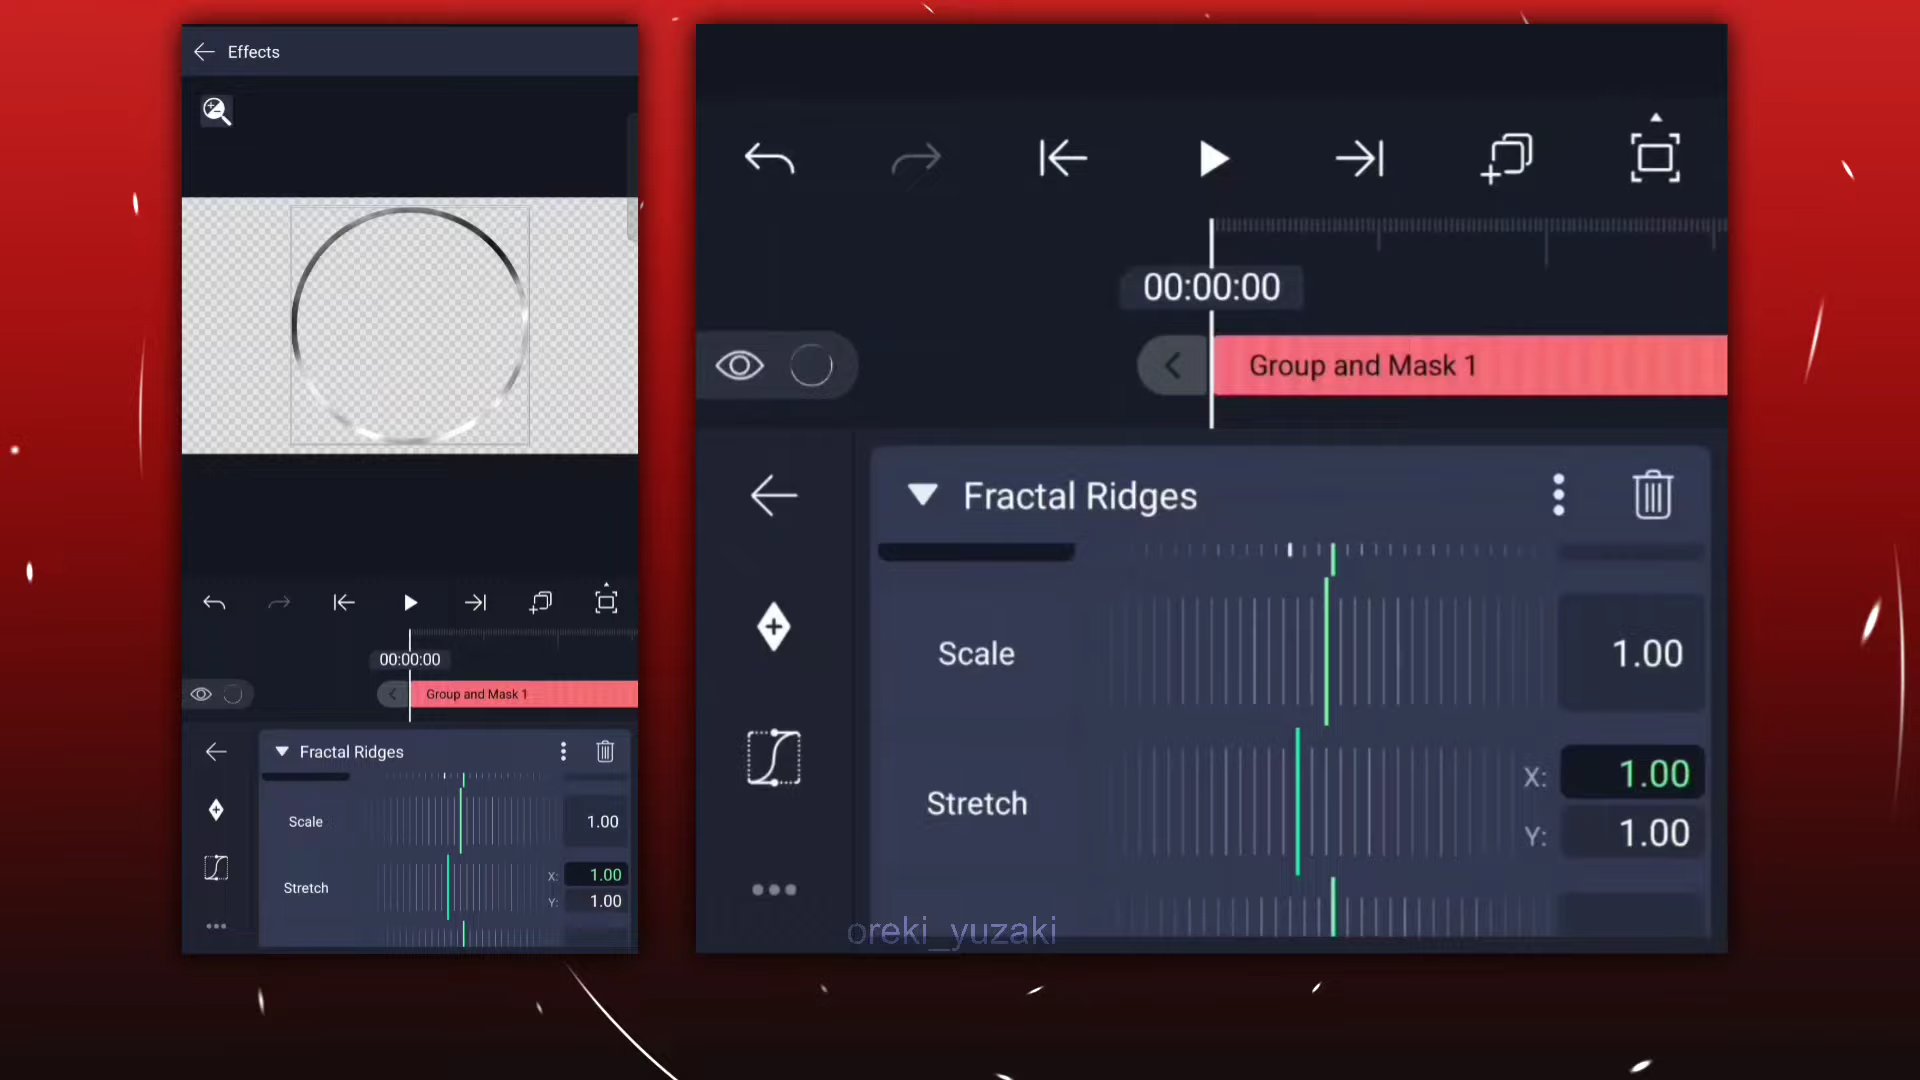 Effects
00:00:00
Group and Mask 1
Fractal Ridges
Scale
1.00
Stretch
X:
1.00
Y:
1.00
00:00:00
Group and Mask 1
Fractal Ridges
Scale
1.00
Stretch
X:
1.00
Y:
1.00
oreki_yuzaki